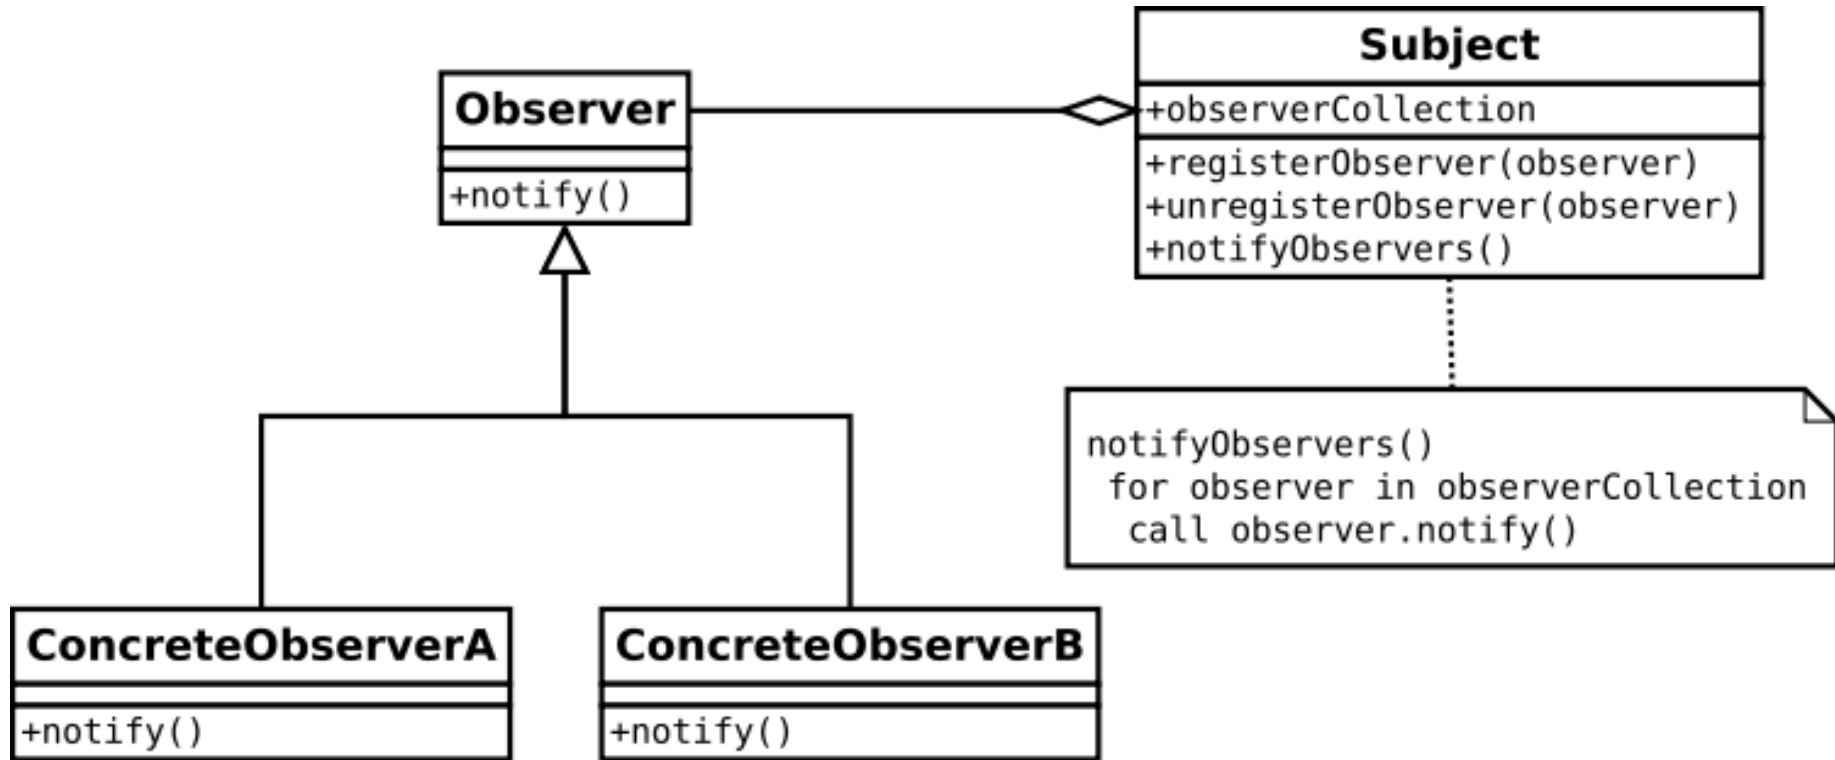 Observer
+notify()
Subject
+observerCollection
+registerObserver(observer)
+unregisterObserver(observer)
+notifyObservers()
notifyObservers()
for observer in observerCollection
call observer.notify()
ConcreteObserverA
+notify()
ConcreteObserverB
+notify()